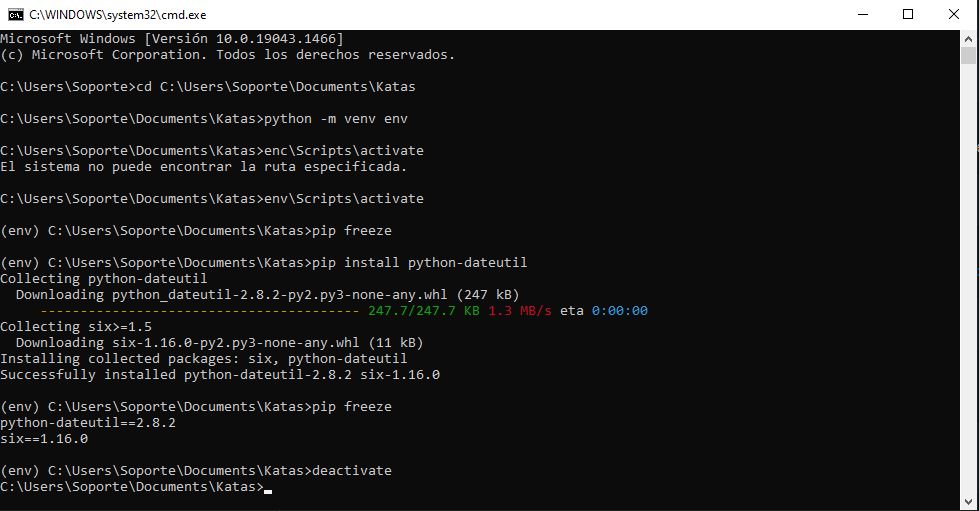 C:\WINDOWS\system32\cmd.exe
Microsoft Windows [Versión 10.0.19043.1466]
(c) Microsoft Corporation. Todos los derechos reservados.
C:\Users\Soporte>cd C:\Users\Soporte\Documents\Katas
C:\Users\Soporte\Documents\Katas>python -m venv env
C:\Users\Soporte\Documents\Katas>enc\Scripts\activate
El sistema no puede encontrar la ruta especificada.
C:\Users\Soporte\Documents\Katas>env\Scripts\activate
(env) C:\Users\Soporte\Documents\Katas>pip freeze
(env) C:\Users\Soporte\Documents\Katas>pip install python-dateutil
Collecting python-dateutil
  Downloading python_dateutil-2.8.2-py2.py3-none-any.whl (247 kB)
     ---------------------------------------- 247.7/247.7 KB 1.3 MB/s eta 0:00:00
Collecting six>=1.5
  Downloading six-1.16.0-py2.py3-none-any.whl (11 kB)
Installing collected packages: six, python-dateutil
Successfully installed python-dateutil-2.8.2 six-1.16.0
(env) C:\Users\Soporte\Documents\Katas>pip freeze
python-dateutil==2.8.2
six==1.16.0
(env) C:\Users\Soporte\Documents\Katas>deactivate
C:\Users\Soporte\Documents\Katas>